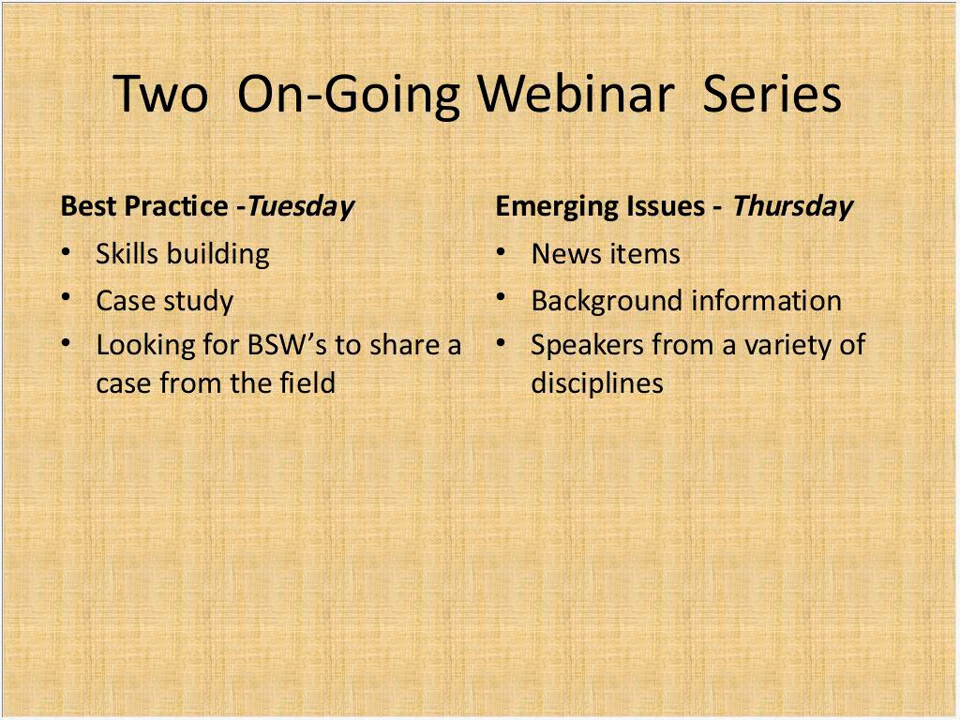 Two On-Going Webinar Series
Best Practice -Tuesday
• Skills building
• Case study
• Looking for BSW’s to share a
case from the field
Emerging Issues - Thursday
• News items
• Background information
• Speakers from a variety of
disciplines